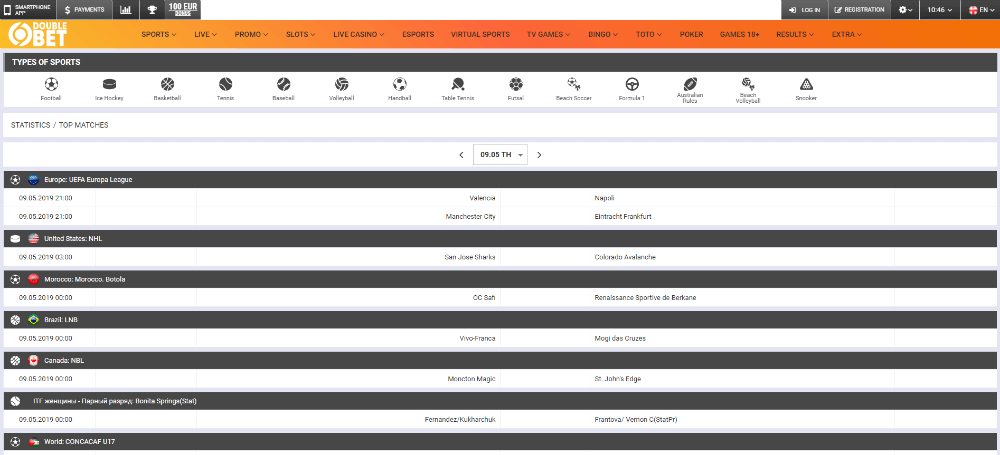 SMARTPHONE APP
PAYMENTS
100 EUR
BONUS
LOG IN
REGISTRATION
10:46
EN
DOUBLE
BET
SPORTS
LIVE
PROMO
SLOTS
LIVE CASINO
ESPORTS
VIRTUAL SPORTS
TV GAMES
BINGO
TOTO
POKER
GAMES 18+
RESULTS
EXTRA
TYPES OF SPORTS
Football
Ice Hockey
Basketball
Tennis
Baseball
Volleyball
Handball
Table Tennis
Futsal
Beach Soccer
Formula 1
Australian Rules
Beach Volleyball
Snooker
STATISTICS / TOP MATCHES
09.05 TH
Europe: UEFA Europa League
09.05.2019 21:00 Valencia Napoli
09.05.2019 21:00 Manchester City Eintracht Frankfurt
United States: NHL
09.05.2019 03:00 San Jose Sharks Colorado Avalanche
Morocco: Morocco. Botola
09.05.2019 00:00 OC Safi Renaissance Sportive de Berkane
Brazil: LNB
09.05.2019 00:00 Vivo-Franca Mogi das Cruzes
Canada: NBL
09.05.2019 00:00 Moncton Magic St. John's Edge
ITF женщины - Парный разряд: Bonita Springs(Stat)
09.05.2019 00:00 Fernandez/Kukharchuk Frantova/ Vernon C(StatPr)
World: CONCACAF U17